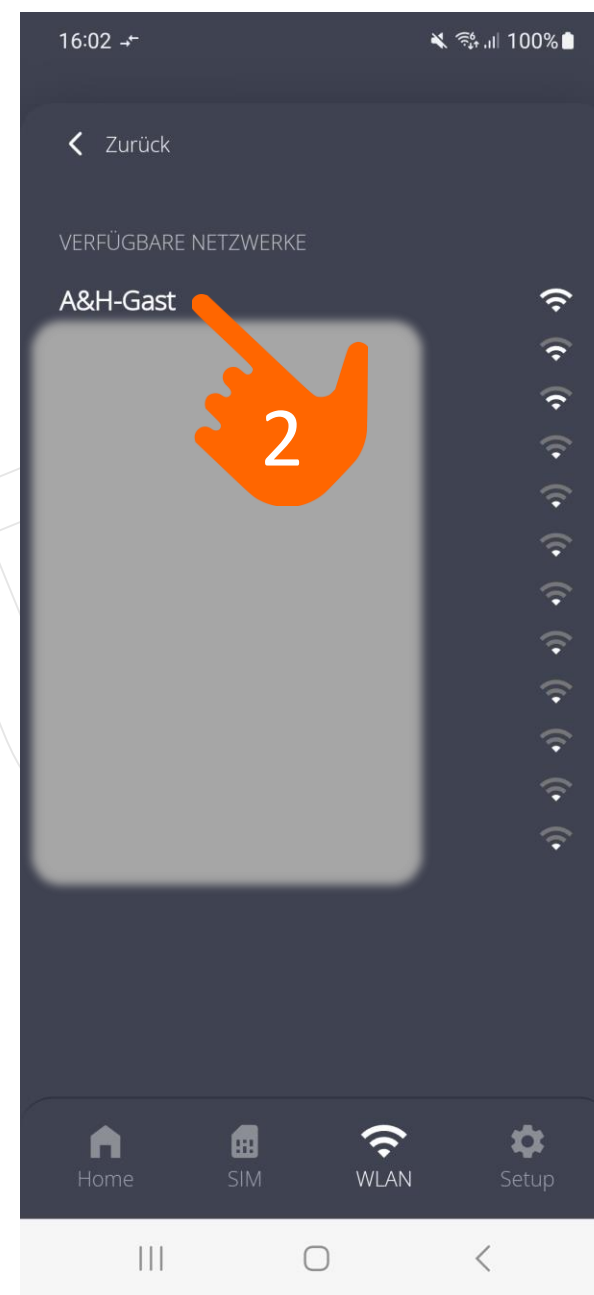 16:02 100%
Zurück
VERFÜGBARE NETZWERKE
A&H-Gast
2
Home SIM WLAN Setup